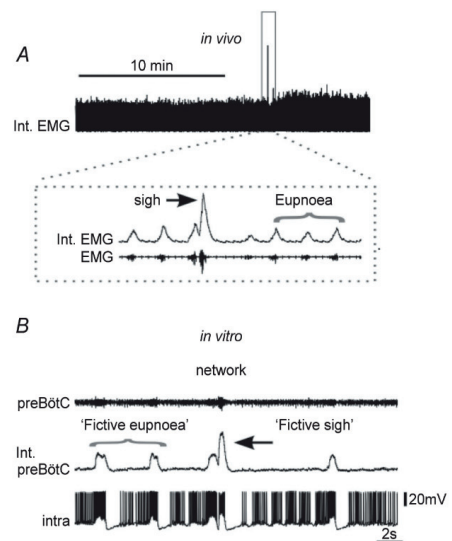 A
in vivo
10 min
Int. EMG
sigh
Eupnoea
Int. EMG
EMG
B
in vitro
network
preBötC
'Fictive eupnoea'
'Fictive sigh'
Int.
preBötC
20mV
intra
2s